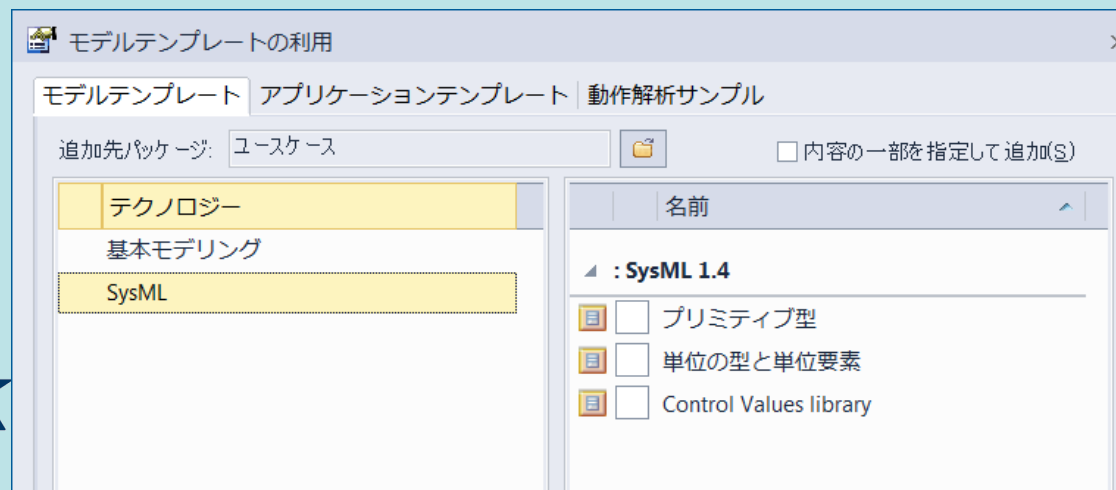 モデルテンプレートの利用
モデルテンプレート アプリケーションテンプレート 動作解析サンプル
追加先パッケージ: ユースケース 内容の一部を指定して追加(S)
テクノロジー
基本モデリング
SysML
名前
: SysML 1.4
プリミティブ型
単位の型と単位要素
Control Values library